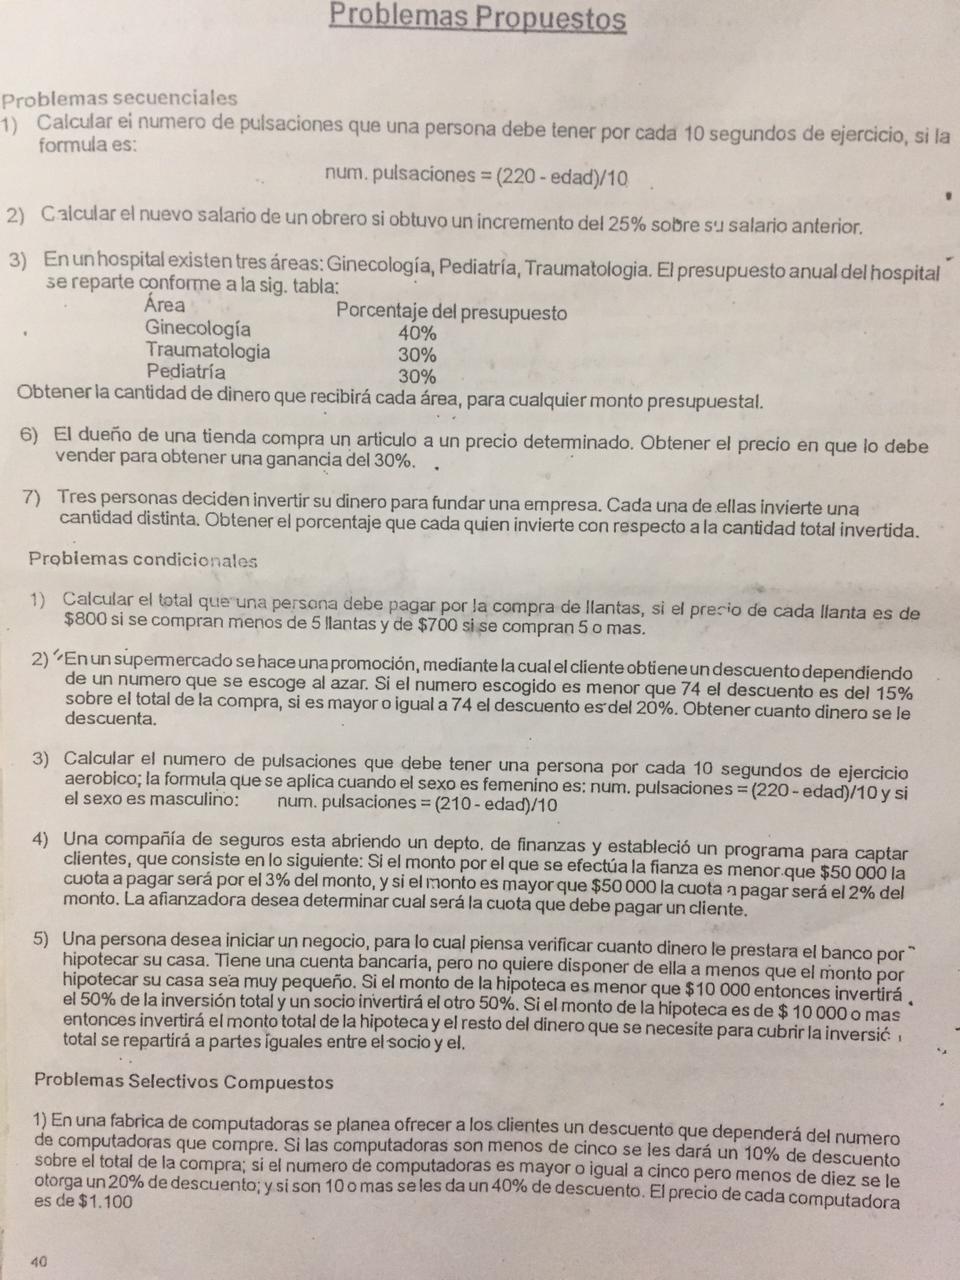 Problemas Propuestos
Problemas secuenciales
1) Calcular el numero de pulsaciones que una persona debe tener por cada 10 segundos de ejercicio, si la
formula es:
num. pulsaciones = (220 - edad)/10
2) Calcular el nuevo salario de un obrero si obtuvo un incremento del 25% sobre su salario anterior.
3) En un hospital existen tres áreas: Ginecología, Pediatría, Traumatologia. El presupuesto anual del hospital
se reparte conforme a la sig. tabla:
Área Porcentaje del presupuesto
Ginecología 40%
Traumatologia 30%
Pediatría 30%
Obtener la cantidad de dinero que recibirá cada área, para cualquier monto presupuestal.
6) El dueño de una tienda compra un articulo a un precio determinado. Obtener el precio en que lo debe
vender para obtener una ganancia del 30%.
7) Tres personas deciden invertir su dinero para fundar una empresa. Cada una de ellas invierte una
cantidad distinta. Obtener el porcentaje que cada quien invierte con respecto a la cantidad total invertida.
Problemas condicionales
1) Calcular el total que una persona debe pagar por la compra de llantas, si el precio de cada llanta es de
$800 si se compran menos de 5 llantas y de $700 si se compran 5 o mas.
2) En un supermercado se hace una promoción, mediante la cual el cliente obtiene un descuento dependiendo
de un numero que se escoge al azar. Si el numero escogido es menor que 74 el descuento es del 15%
sobre el total de la compra, si es mayor o igual a 74 el descuento es del 20%. Obtener cuanto dinero se le
descuenta.
3) Calcular el numero de pulsaciones que debe tener una persona por cada 10 segundos de ejercicio
aerobico; la formula que se aplica cuando el sexo es femenino es: num. pulsaciones = (220 - edad)/10 y si
el sexo es masculino: num. pulsaciones = (210 - edad)/10
4) Una compañía de seguros esta abriendo un depto. de finanzas y estableció un programa para captar
clientes, que consiste en lo siguiente: Si el monto por el que se efectúa la fianza es menor que $50 000 la
cuota a pagar será por el 3% del monto, y si el monto es mayor que $50 000 la cuota a pagar será el 2% del
monto. La afianzadora desea determinar cual será la cuota que debe pagar un cliente.
5) Una persona desea iniciar un negocio, para lo cual piensa verificar cuanto dinero le prestara el banco por
hipotecar su casa. Tiene una cuenta bancaria, pero no quiere disponer de ella a menos que el monto por
hipotecar su casa sea muy pequeño. Si el monto de la hipoteca es menor que $10 000 entonces invertirá
el 50% de la inversión total y un socio invertirá el otro 50%. Si el monto de la hipoteca es de $ 10 000 o mas
entonces invertirá el monto total de la hipoteca y el resto del dinero que se necesite para cubrir la inversió
total se repartirá a partes iguales entre el socio y el.
Problemas Selectivos Compuestos
1) En una fabrica de computadoras se planea ofrecer a los clientes un descuento que dependerá del numero
de computadoras que compre. Si las computadoras son menos de cinco se les dará un 10% de descuento
sobre el total de la compra; si el numero de computadoras es mayor o igual a cinco pero menos de diez se le
otorga un 20% de descuento; y si son 10 o mas se les da un 40% de descuento. El precio de cada computadora
es de $1.100
40